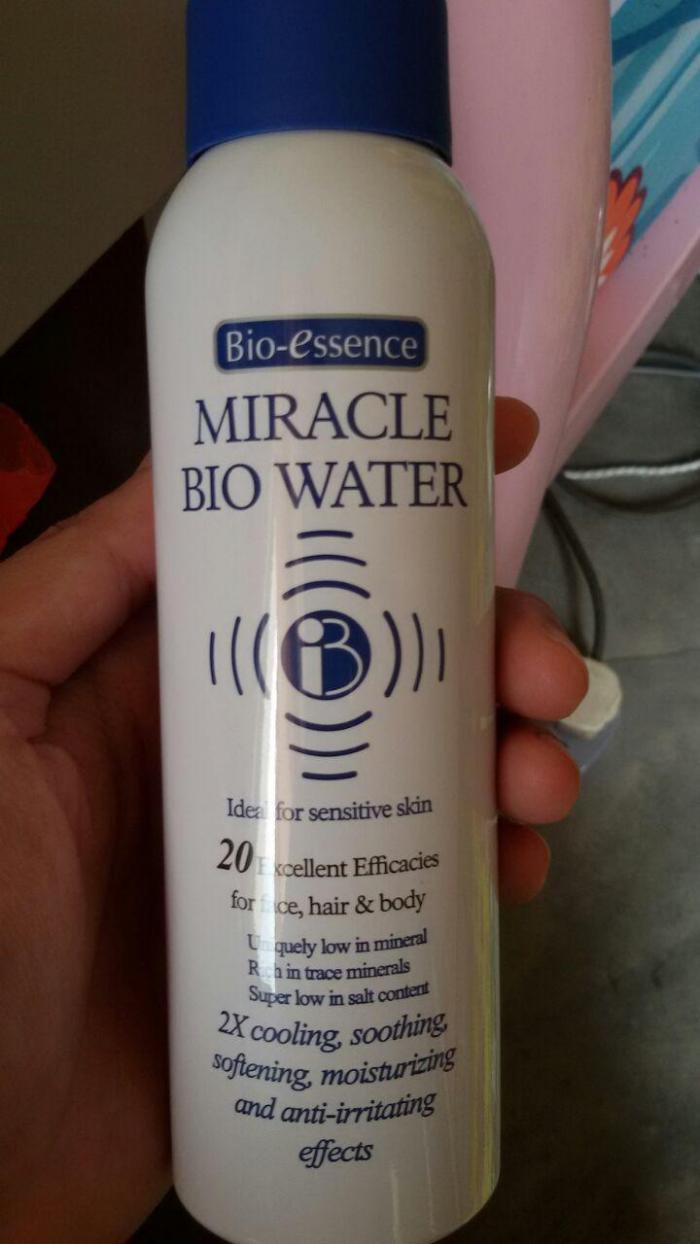 Bio-essence
MIRACLE
BIO WATER
iB
Ideal for sensitive skin
20 Excellent Efficacies
for face, hair & body
Uniquely low in mineral
Rich in trace minerals
Super low in salt content
2X cooling, soothing,
softening, moisturizing
and anti-irritating
effects